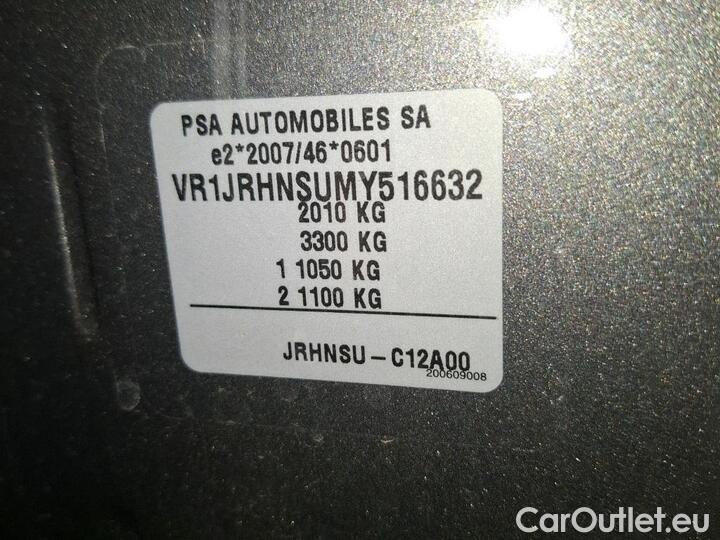 PSA AUTOMOBILES SA
e2*2007/46*0601
VR1JRHNSUMY516632
2010 KG
3300 KG
1 1050 KG
2 1100 KG
JRHNSU – C12A00
200609008
CarOutlet.eu